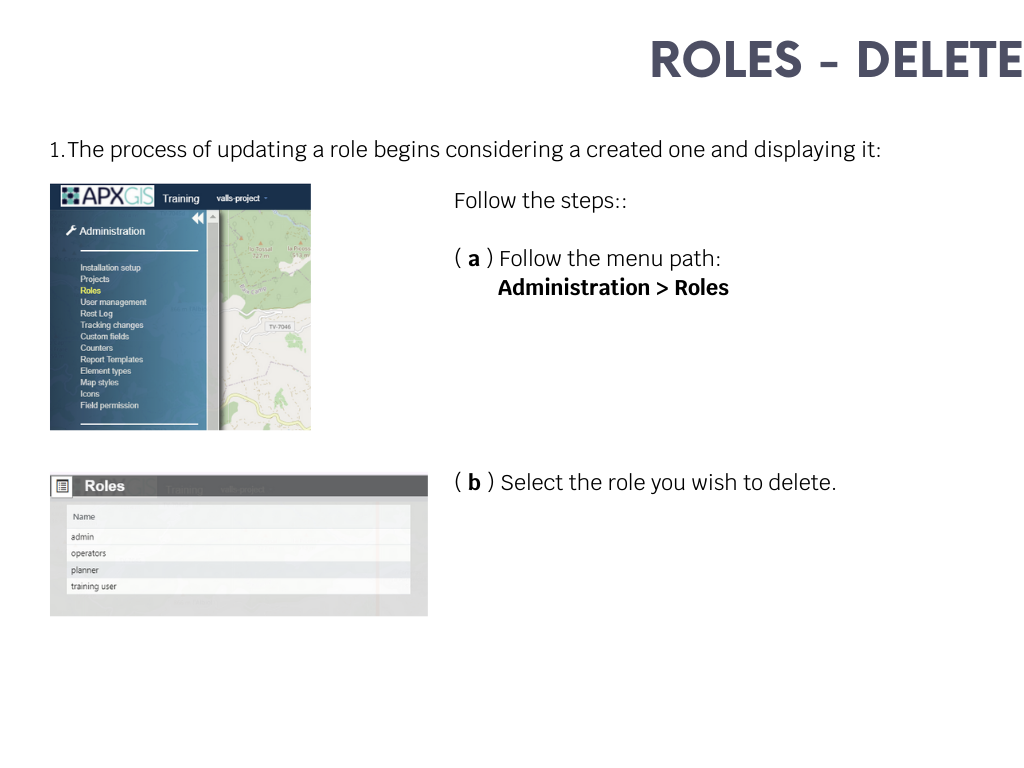 ROLES - DELETE
1.The process of updating a role begins considering a created one and displaying it:
APXGIS Training valls-project
Administration
Installation setup
Projects
Roles
User management
Rest Log
Tracking changes
Custom fields
Counters
Report Templates
Element types
Map styles
Icons
Field permission
TV-7046
Follow the steps::
( a ) Follow the menu path:
Administration > Roles
Roles Training valls-project
Name
admin
operators
planner
training user
( b ) Select the role you wish to delete.